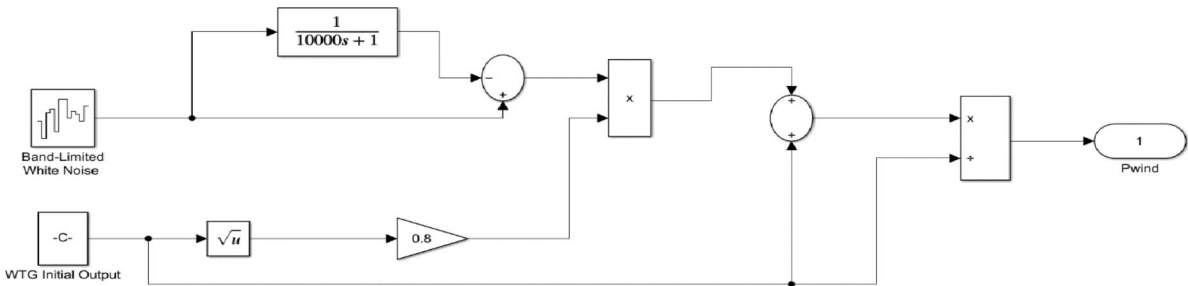 1
10000s + 1
−
+
×
+
+
×
÷
1
Pwind
Band-Limited
White Noise
-C-
√u
0.8
WTG Initial Output